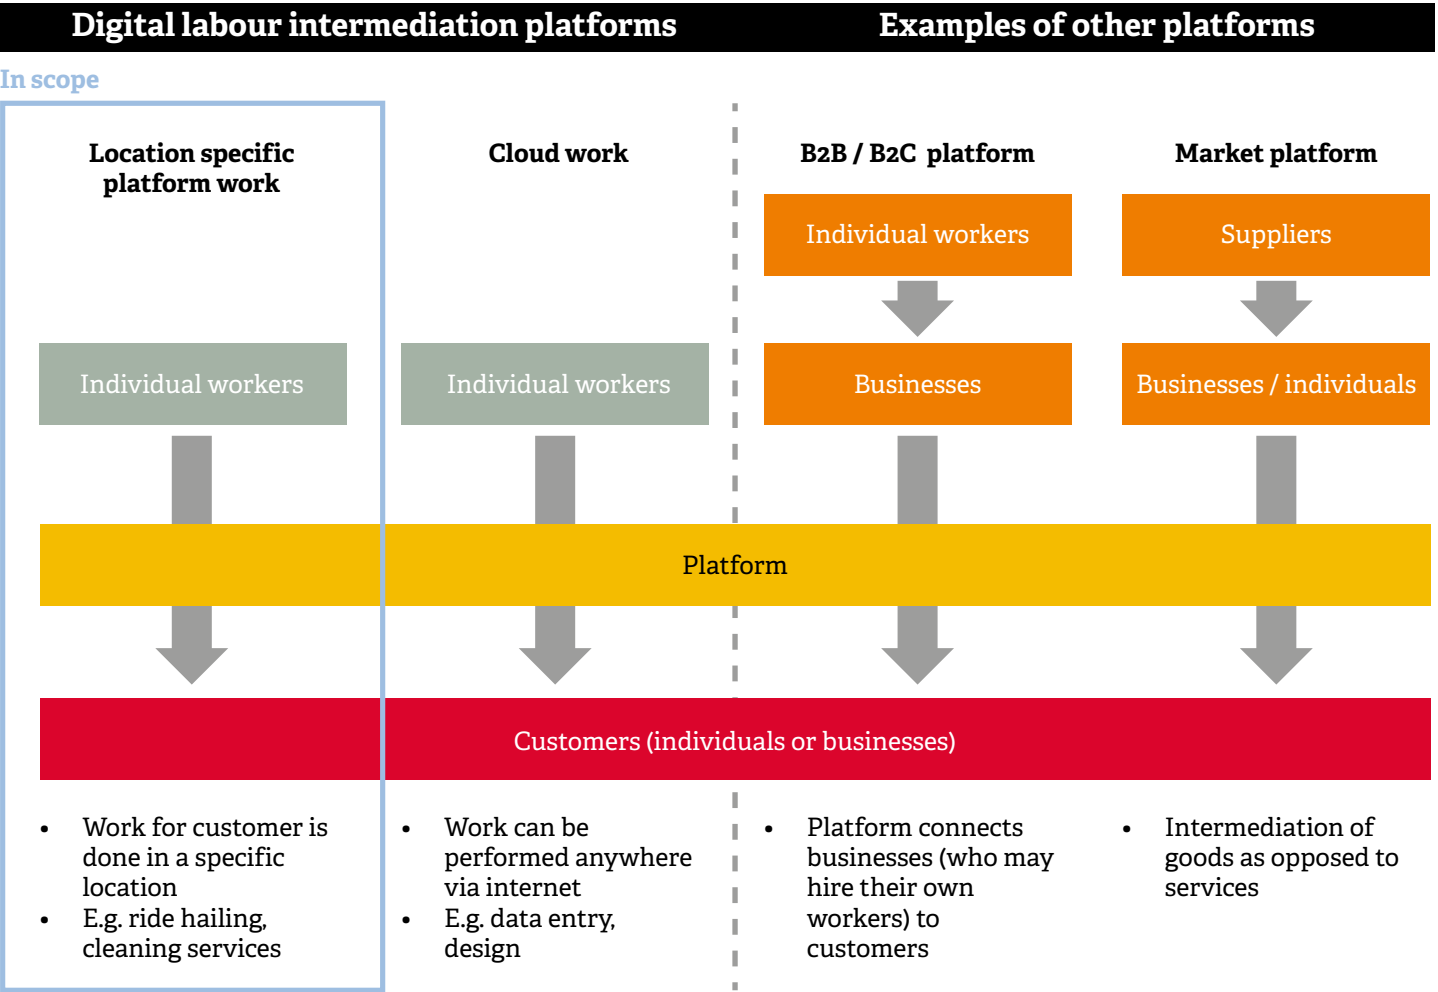 Digital labour intermediation platforms
Examples of other platforms
In scope
Location specific
platform work
Cloud work
B2B / B2C platform
Market platform
Individual workers
Suppliers
Individual workers
Individual workers
Businesses
Businesses / individuals
Platform
Customers (individuals or businesses)
• Work for customer is
done in a specific
location
• E.g. ride hailing,
cleaning services
• Work can be
performed anywhere
via internet
• E.g. data entry,
design
• Platform connects
businesses (who may
hire their own
workers) to
customers
• Intermediation of
goods as opposed to
services